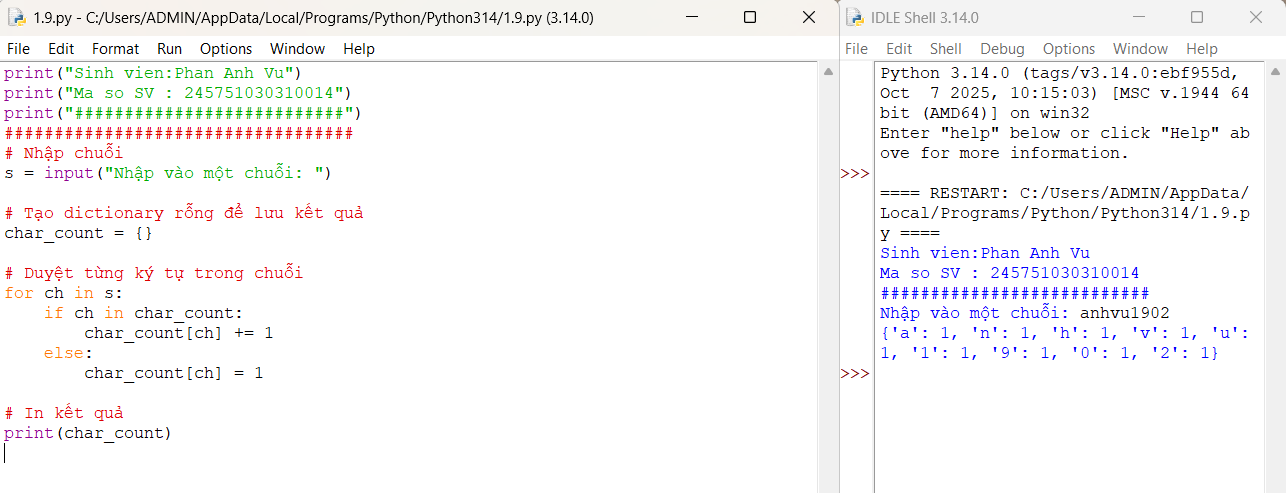 1.9.py - C:/Users/ADMIN/AppData/Local/Programs/Python/Python314/1.9.py (3.14.0)
File Edit Format Run Options Window Help
print("Sinh vien:Phan Anh Vu")
print("Ma so SV : 245751030310014")
print("###########################")
###################################
# Nhập chuỗi
s = input("Nhập vào một chuỗi: ")
# Tạo dictionary rỗng để lưu kết quả
char_count = {}
# Duyệt từng ký tự trong chuỗi
for ch in s:
    if ch in char_count:
        char_count[ch] += 1
    else:
        char_count[ch] = 1
# In kết quả
print(char_count)
IDLE Shell 3.14.0
File Edit Shell Debug Options Window Help
Python 3.14.0 (tags/v3.14.0:ebf955d,
Oct  7 2025, 10:15:03) [MSC v.1944 64
bit (AMD64)] on win32
Enter "help" below or click "Help" ab
ove for more information.
>>>
==== RESTART: C:/Users/ADMIN/AppData/
Local/Programs/Python/Python314/1.9.p
y ====
Sinh vien:Phan Anh Vu
Ma so SV : 245751030310014
###########################
Nhập vào một chuỗi: anhvu1902
{'a': 1, 'n': 1, 'h': 1, 'v': 1, 'u':
1, '1': 1, '9': 1, '0': 1, '2': 1}
>>>